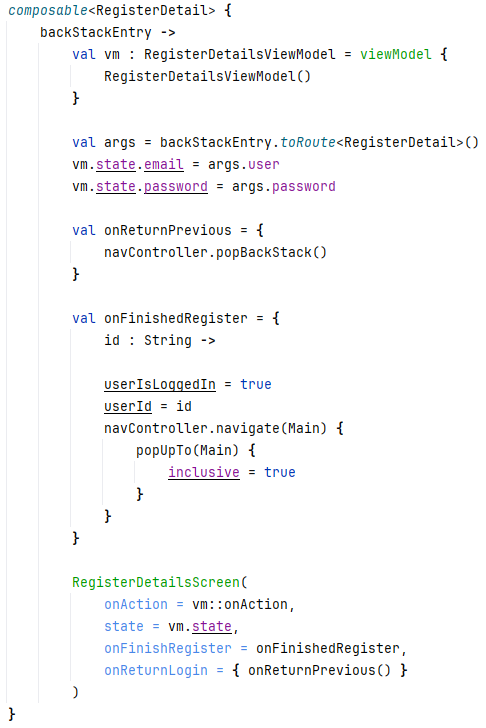 composable<RegisterDetail> {
    backStackEntry ->
        val vm : RegisterDetailsViewModel = viewModel {
            RegisterDetailsViewModel()
        }

        val args = backStackEntry.toRoute<RegisterDetail>()
        vm.state.email = args.user
        vm.state.password = args.password

        val onReturnPrevious = {
            navController.popBackStack()
        }

        val onFinishedRegister = {
            id : String ->

            userIsLoggedIn = true
            userId = id
            navController.navigate(Main) {
                popUpTo(Main) {
                    inclusive = true
                }
            }
        }

        RegisterDetailsScreen(
            onAction = vm::onAction,
            state = vm.state,
            onFinishRegister = onFinishedRegister,
            onReturnLogin = { onReturnPrevious() }
        )
}